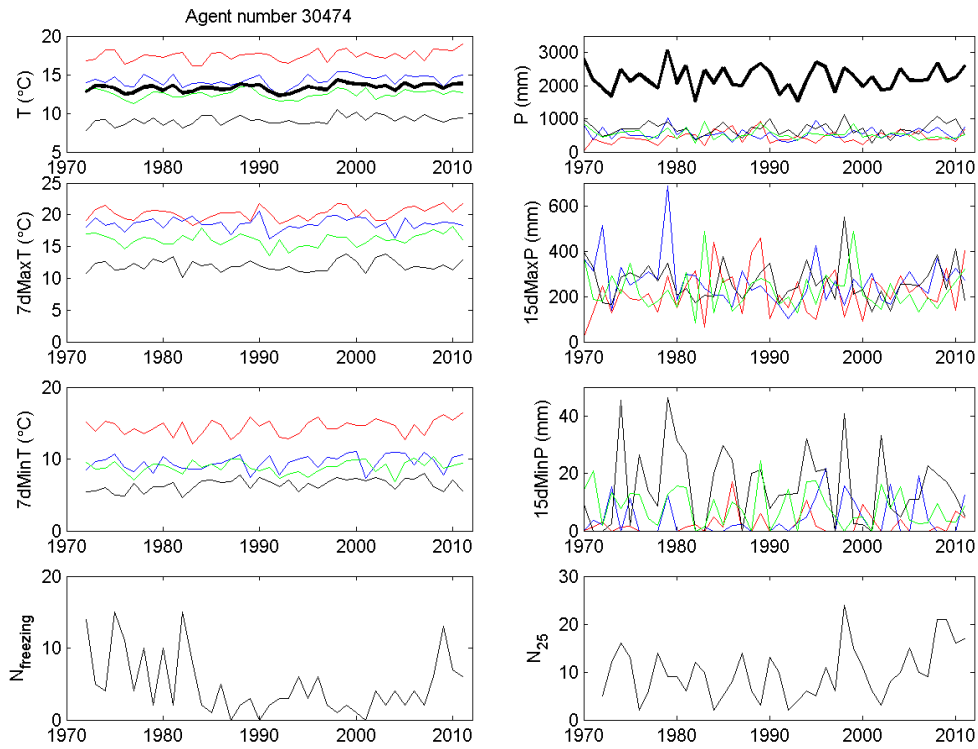 Agent number 30474
T (°C)
20
15
10
5
1970 1980 1990 2000 2010
P (mm)
3000
2000
1000
0
1970 1980 1990 2000 2010
7dMaxT (°C)
25
20
15
10
5
0
1970 1980 1990 2000 2010
15dMaxP (mm)
600
400
200
0
1970 1980 1990 2000 2010
7dMinT (°C)
20
10
0
1970 1980 1990 2000 2010
15dMinP (mm)
40
20
0
1970 1980 1990 2000 2010
N_freezing
20
10
0
1970 1980 1990 2000 2010
N_25
30
20
10
0
1970 1980 1990 2000 2010